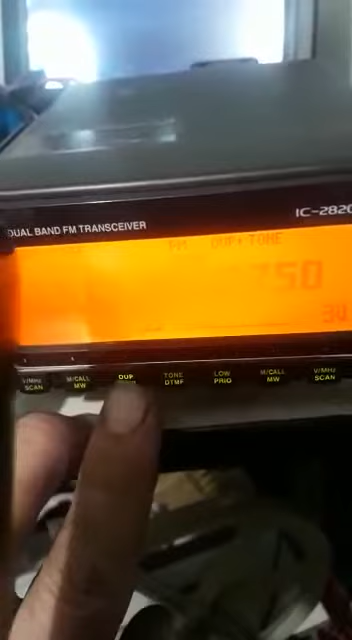 DUAL BAND FM TRANSCEIVER
IC-2820
FM DUP+ TONE
750
V/MHz M/CALL DUP TONE LOW M/CALL V/MHz
SCAN MW DTMF PRIO MW SCAN